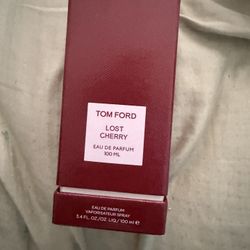 TOM FORD
LOST
CHERRY
EAU DE PARFUM
100 ML
EAU DE PARFUM
VAPORISATEUR SPRAY
3.4 FL.OZ./OZ. LIQ./100 ml ℮